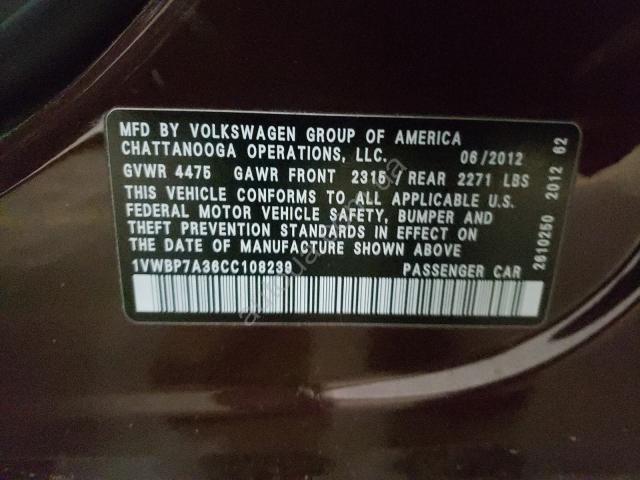 MFD BY VOLKSWAGEN GROUP OF AMERICA
CHATTANOOGA OPERATIONS, LLC. 06/2012
GVWR 4475 GAWR FRONT 2315 / REAR 2271 LBS
THIS VEHICLE CONFORMS TO ALL APPLICABLE U.S.
FEDERAL MOTOR VEHICLE SAFETY, BUMPER AND
THEFT PREVENTION STANDARDS IN EFFECT ON
THE DATE OF MANUFACTURE SHOWN ABOVE
1VWBP7A36CC108239 PASSENGER CAR
2610250 2012 62